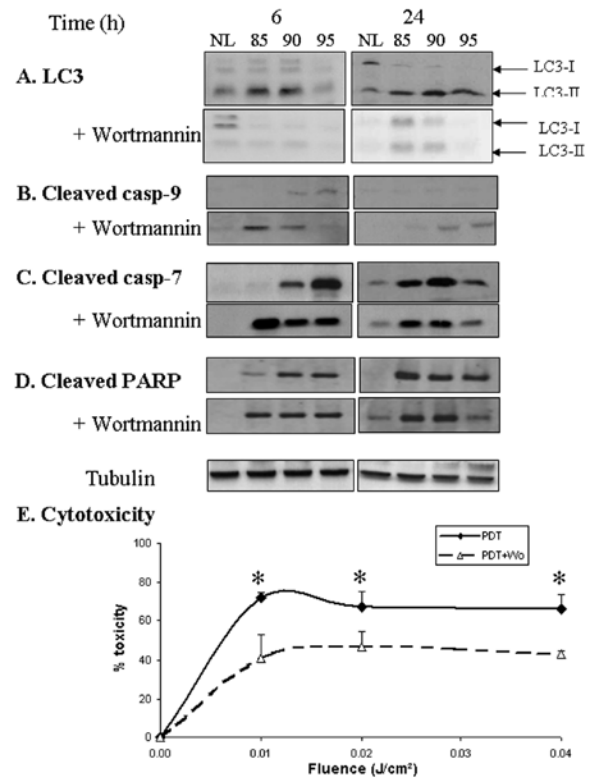 Time (h) 6 24
NL 85 90 95 NL 85 90 95
A. LC3
LC3-I
LC3-II
+ Wortmannin
LC3-I
LC3-II
B. Cleaved casp-9
+ Wortmannin
C. Cleaved casp-7
+ Wortmannin
D. Cleaved PARP
+ Wortmannin
Tubulin
E. Cytotoxicity
PDT
PDT+Wo
* * *
% toxicity
100
80
60
40
20
0
0.00 0.01 0.02 0.03 0.04
Fluence (J/cm²)